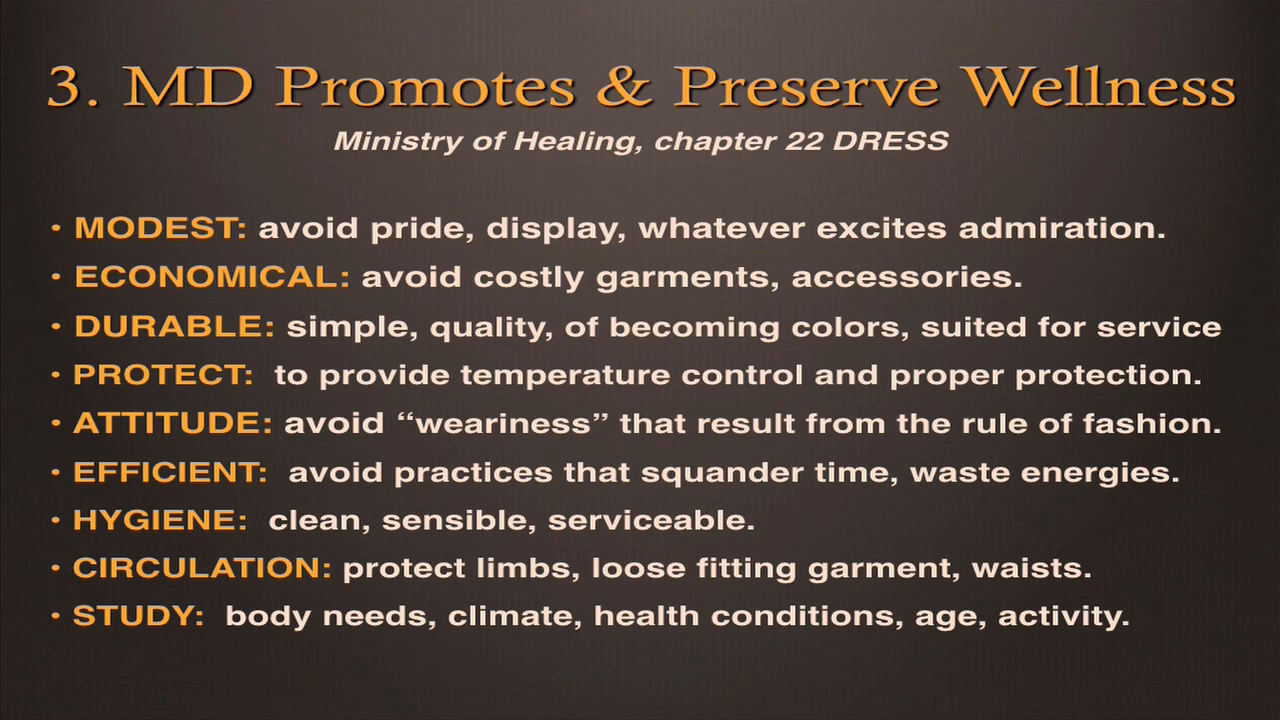 3. MD Promotes & Preserve Wellness
Ministry of Healing, chapter 22 DRESS
• MODEST: avoid pride, display, whatever excites admiration.
• ECONOMICAL: avoid costly garments, accessories.
• DURABLE: simple, quality, of becoming colors, suited for service
• PROTECT: to provide temperature control and proper protection.
• ATTITUDE: avoid “weariness” that result from the rule of fashion.
• EFFICIENT: avoid practices that squander time, waste energies.
• HYGIENE: clean, sensible, serviceable.
• CIRCULATION: protect limbs, loose fitting garment, waists.
• STUDY: body needs, climate, health conditions, age, activity.